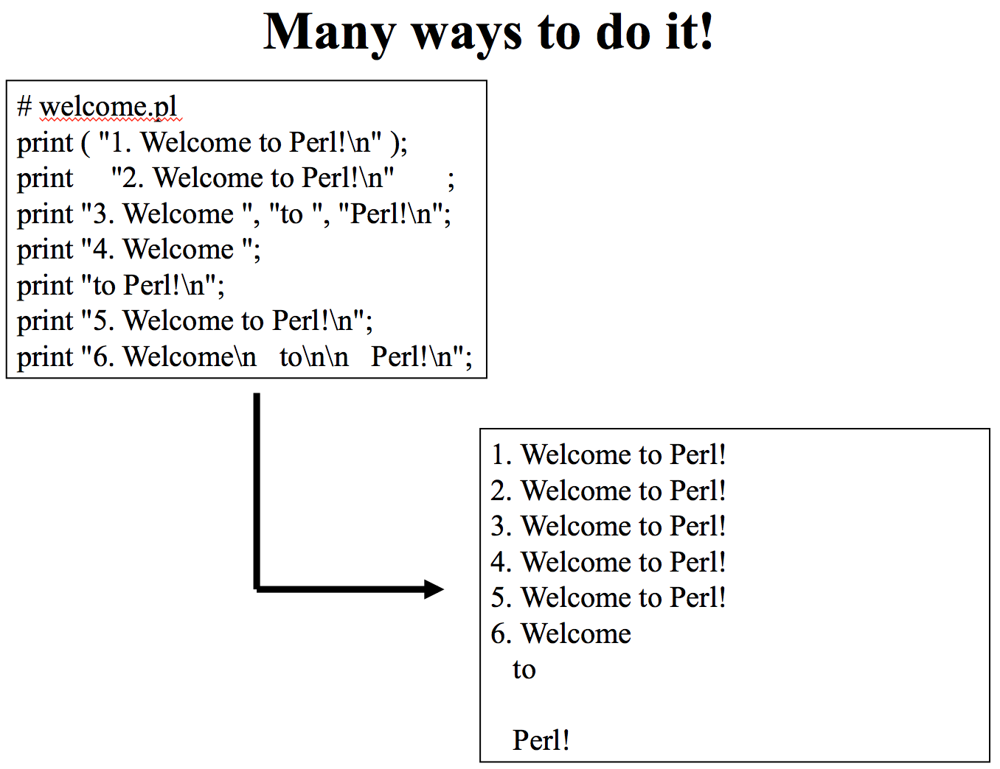 Many ways to do it!
# welcome.pl
print ( "1. Welcome to Perl!\n" );
print     "2. Welcome to Perl!\n"       ;
print "3. Welcome ", "to ", "Perl!\n";
print "4. Welcome ";
print "to Perl!\n";
print "5. Welcome to Perl!\n";
print "6. Welcome\n   to\n\n   Perl!\n";
1. Welcome to Perl!
2. Welcome to Perl!
3. Welcome to Perl!
4. Welcome to Perl!
5. Welcome to Perl!
6. Welcome
   to

   Perl!